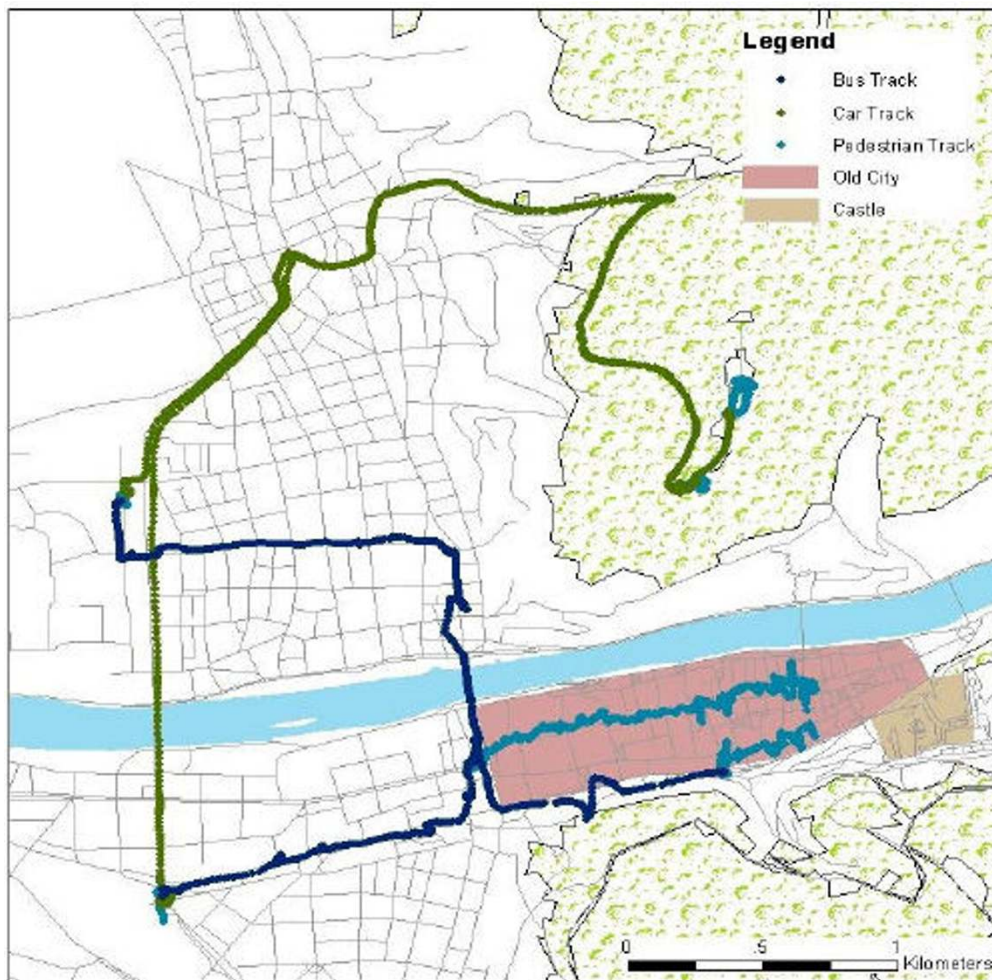 Legend
Bus Track
Car Track
Pedestrian Track
Old City
Castle
0 .5 1
Kilometers